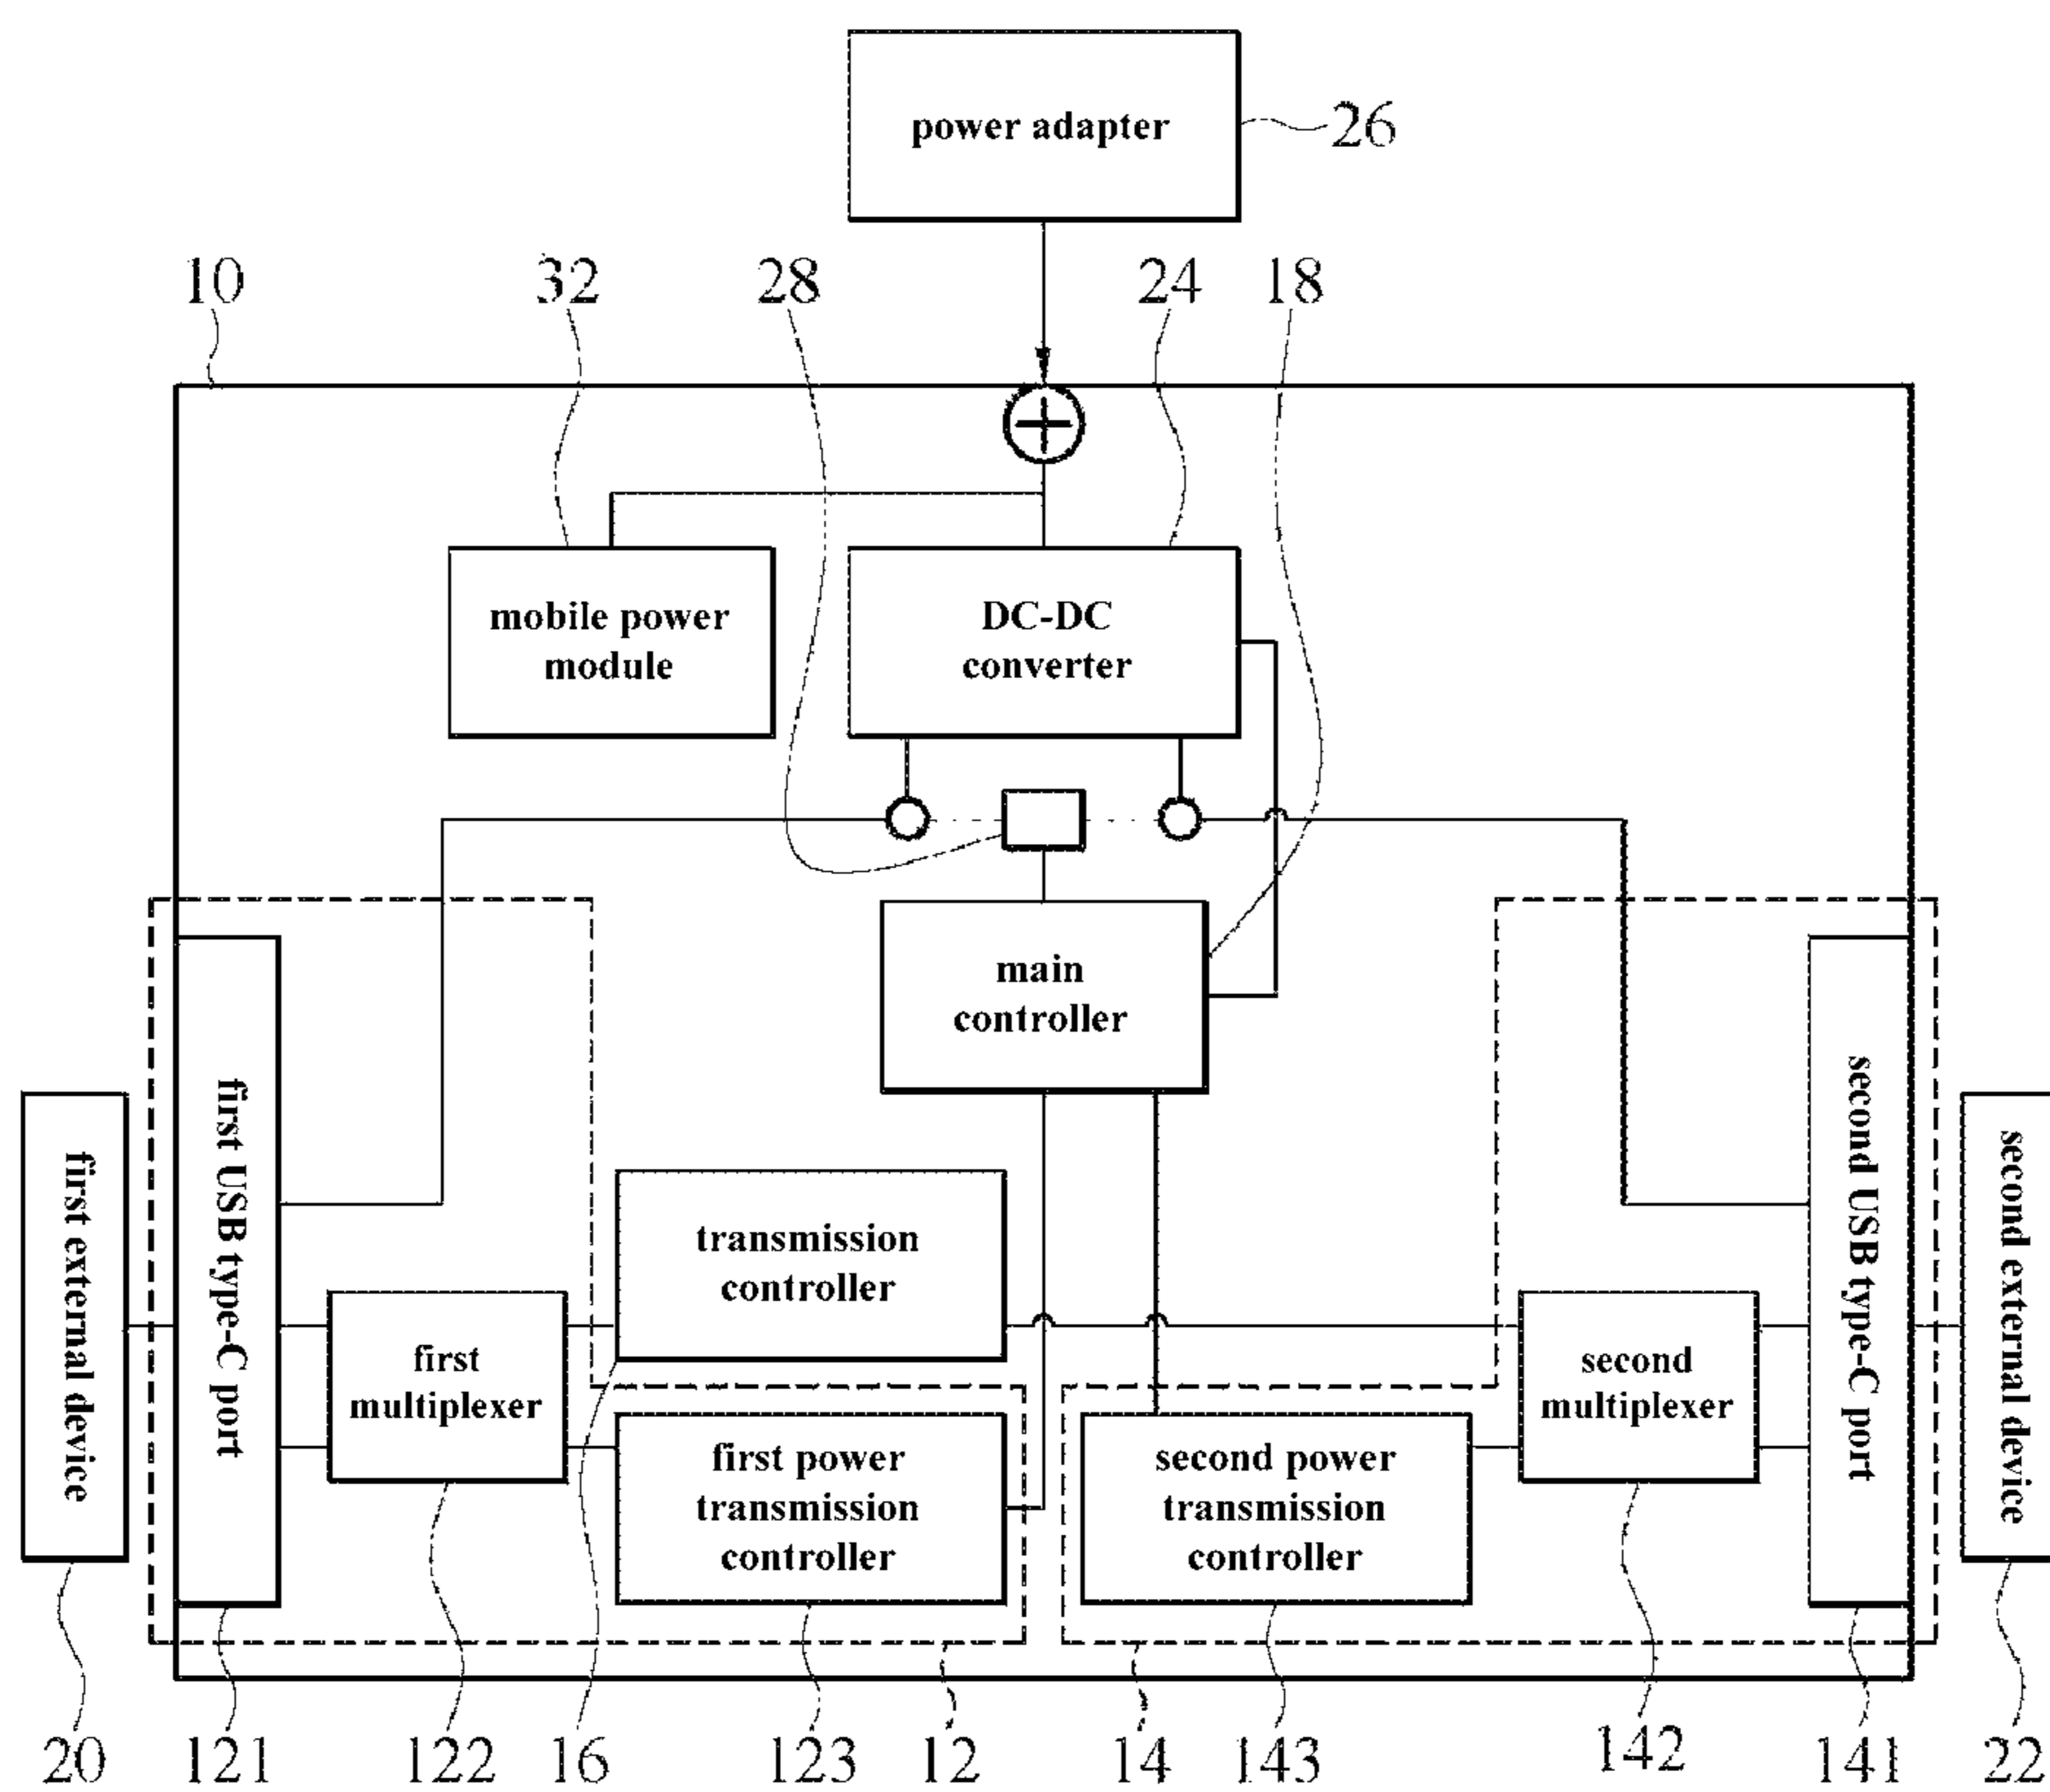 power adapter
26
10
32
28
24
18
mobile power
module
DC-DC
converter
main
controller
first external device
first USB type-C port
transmission
controller
first
multiplexer
first power
transmission
controller
second power
transmission
controller
second
multiplexer
second USB type-C port
second external device
20
121
122
16
123
12
14
143
142
141
22